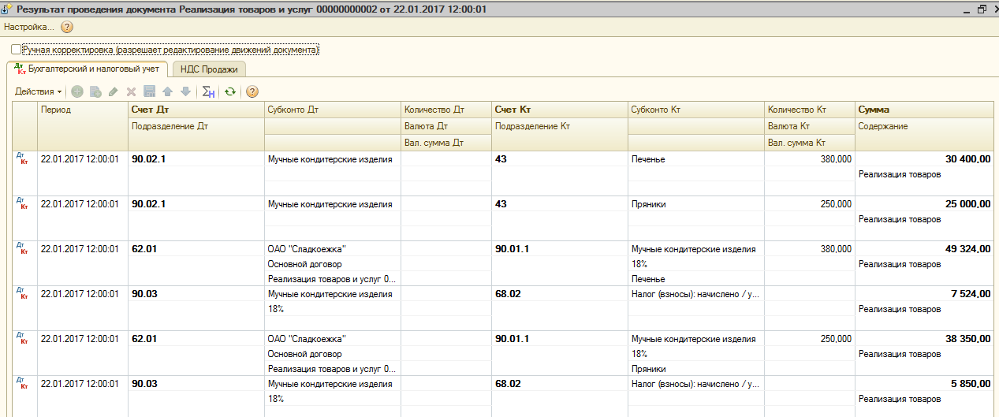 Результат проведения документа Реализация товаров и услуг 00000000002 от 22.01.2017 12:00:01
Настройка... ?
Ручная корректировка (разрешает редактирование движений документа)
Дт Кт Бухгалтерский и налоговый учет НДС Продажи
Действия ?
Период Счет Дт Субконто Дт Количество Дт Счет Кт Субконто Кт Количество Кт Сумма
Подразделение Дт Валюта Дт Подразделение Кт Валюта Кт Содержание
Вал. сумма Дт Вал. сумма Кт
Дт Кт 22.01.2017 12:00:01 90.02.1 Мучные кондитерские изделия 43 Печенье 380,000 30 400,00
Реализация товаров
Дт Кт 22.01.2017 12:00:01 90.02.1 Мучные кондитерские изделия 43 Пряники 250,000 25 000,00
Реализация товаров
Дт Кт 22.01.2017 12:00:01 62.01 ОАО "Сладкоежка" 90.01.1 Мучные кондитерские изделия 380,000 49 324,00
Основной договор 18% Реализация товаров
Реализация товаров и услуг 0... Печенье
Дт Кт 22.01.2017 12:00:01 90.03 Мучные кондитерские изделия 68.02 Налог (взносы): начислено / у... 7 524,00
18% Реализация товаров
Дт Кт 22.01.2017 12:00:01 62.01 ОАО "Сладкоежка" 90.01.1 Мучные кондитерские изделия 250,000 38 350,00
Основной договор 18% Реализация товаров
Реализация товаров и услуг 0... Пряники
Дт Кт 22.01.2017 12:00:01 90.03 Мучные кондитерские изделия 68.02 Налог (взносы): начислено / у... 5 850,00
18% Реализация товаров